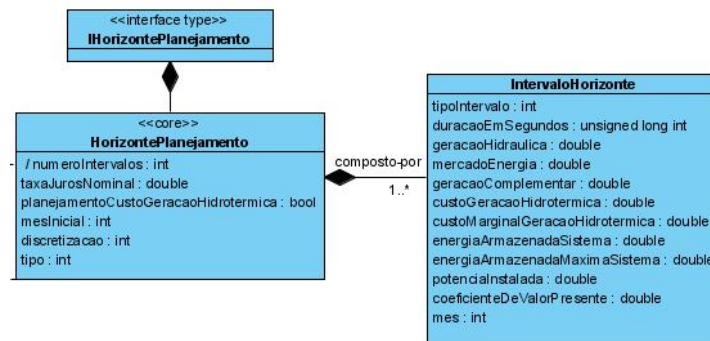 <<interface type>>
IHorizontePlanejamento
<<core>>
HorizontePlanejamento
/ numeroIntervalos : int
taxaJurosNominal : double
planejamentoCustoGeracaoHidrotermica : bool
mesInicial : int
discretizacao : int
tipo : int
composto-por
1..*
IntervaloHorizonte
tipoIntervalo : int
duracaoEmSegundos : unsigned long int
geracaoHidraulica : double
mercadoEnergia : double
geracaoComplementar : double
custoGeracaoHidrotermica : double
custoMarginalGeracaoHidrotermica : double
energiaArmazenadaSistema : double
energiaArmazenadaMaximaSistema : double
potenciaInstalada : double
coeficienteDeValorPresente : double
mes : int